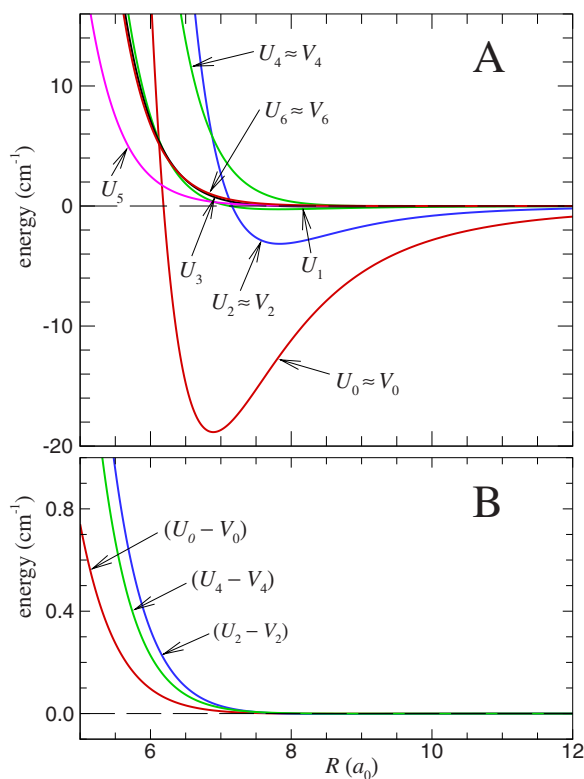 A
10
0
-10
-20
energy (cm⁻¹)
U₄ ≈ V₄
U₆ ≈ V₆
U₅
U₃
U₁
U₂ ≈ V₂
U₀ ≈ V₀
B
0.8
0.4
0.0
energy (cm⁻¹)
(U₀ – V₀)
(U₄ – V₄)
(U₂ – V₂)
6
8
10
12
R (a₀)